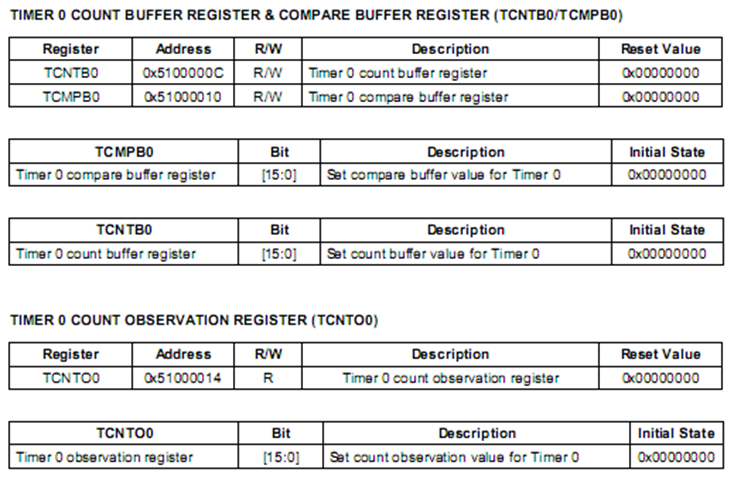 TIMER 0 COUNT BUFFER REGISTER & COMPARE BUFFER REGISTER (TCNTB0/TCMPB0)
Register Address R/W Description Reset Value
TCNTB0 0x5100000C R/W Timer 0 count buffer register 0x00000000
TCMPB0 0x51000010 R/W Timer 0 compare buffer register 0x00000000
TCMPB0 Bit Description Initial State
Timer 0 compare buffer register [15:0] Set compare buffer value for Timer 0 0x00000000
TCNTB0 Bit Description Initial State
Timer 0 count buffer register [15:0] Set count buffer value for Timer 0 0x00000000
TIMER 0 COUNT OBSERVATION REGISTER (TCNTO0)
Register Address R/W Description Reset Value
TCNTO0 0x51000014 R Timer 0 count observation register 0x00000000
TCNTO0 Bit Description Initial State
Timer 0 observation register [15:0] Set count observation value for Timer 0 0x00000000